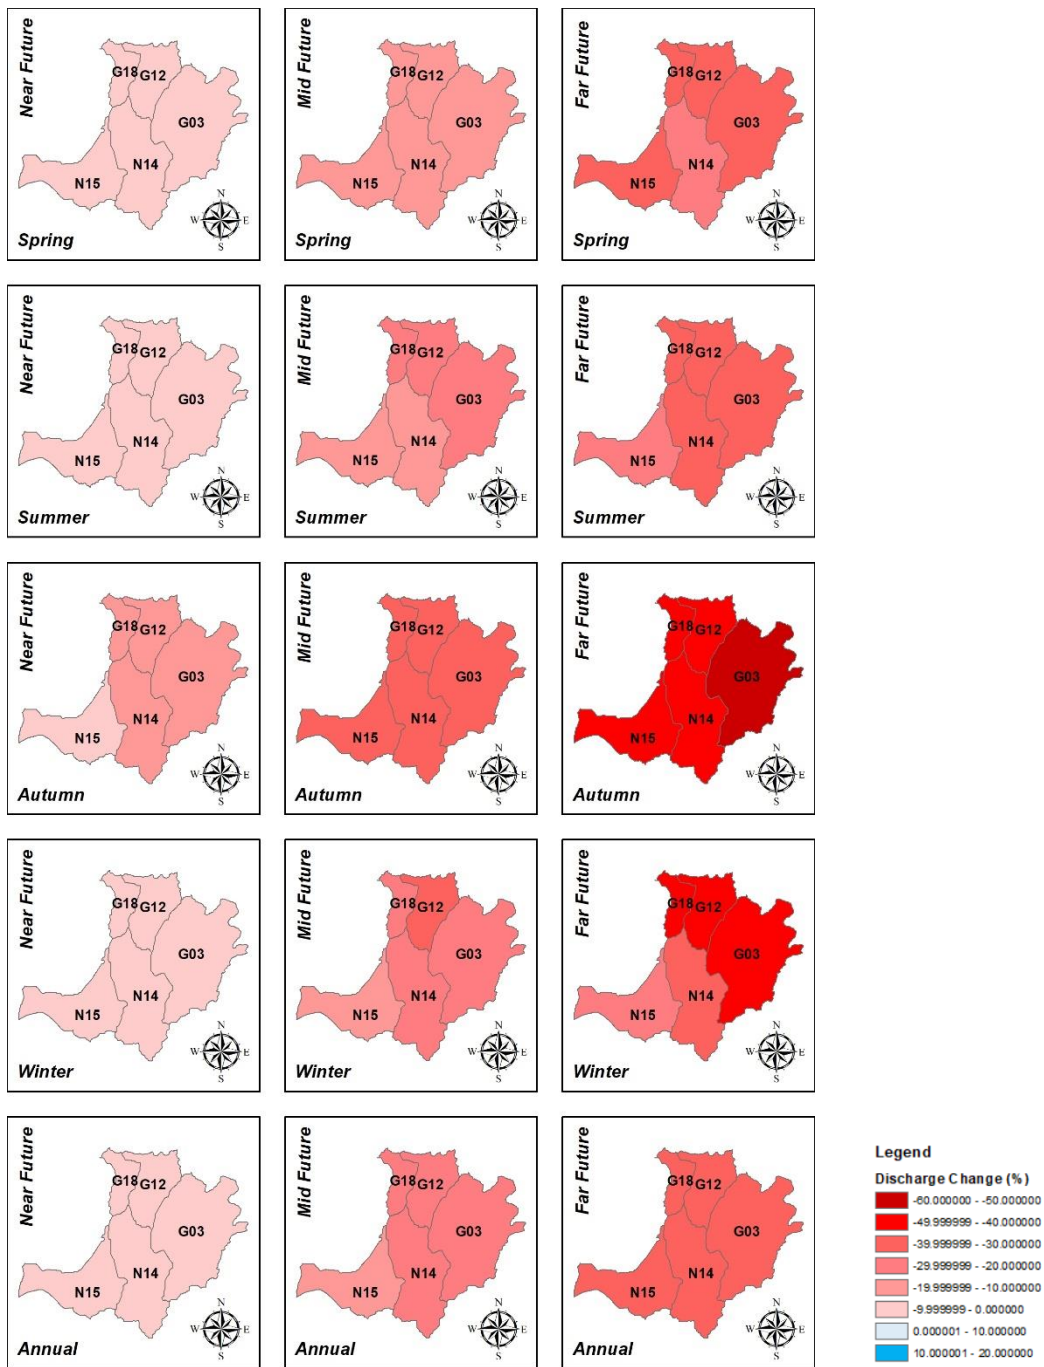 Near Future
G18 G12
G03
N14
N15
N
W E
S
Spring
Mid Future
G18 G12
G03
N14
N15
N
W E
S
Spring
Far Future
G18 G12
G03
N14
N15
N
W E
S
Spring
Near Future
G18 G12
G03
N14
N15
N
W E
S
Summer
Mid Future
G18 G12
G03
N14
N15
N
W E
S
Summer
Far Future
G18 G12
G03
N14
N15
N
W E
S
Summer
Near Future
G18 G12
G03
N14
N15
N
W E
S
Autumn
Mid Future
G18 G12
G03
N14
N15
N
W E
S
Autumn
Far Future
G18 G12
G03
N14
N15
N
W E
S
Autumn
Near Future
G18 G12
G03
N14
N15
N
W E
S
Winter
Mid Future
G18 G12
G03
N14
N15
N
W E
S
Winter
Far Future
G18 G12
G03
N14
N15
N
W E
S
Winter
Near Future
G18 G12
G03
N14
N15
N
W E
S
Annual
Mid Future
G18 G12
G03
N14
N15
N
W E
S
Annual
Far Future
G18 G12
G03
N14
N15
N
W E
S
Annual
Legend
Discharge Change (%)
-60.000000 - -50.000000
-49.999999 - -40.000000
-39.999999 - -30.000000
-29.999999 - -20.000000
-19.999999 - -10.000000
-9.999999 - 0.000000
0.000001 - 10.000000
10.000001 - 20.000000